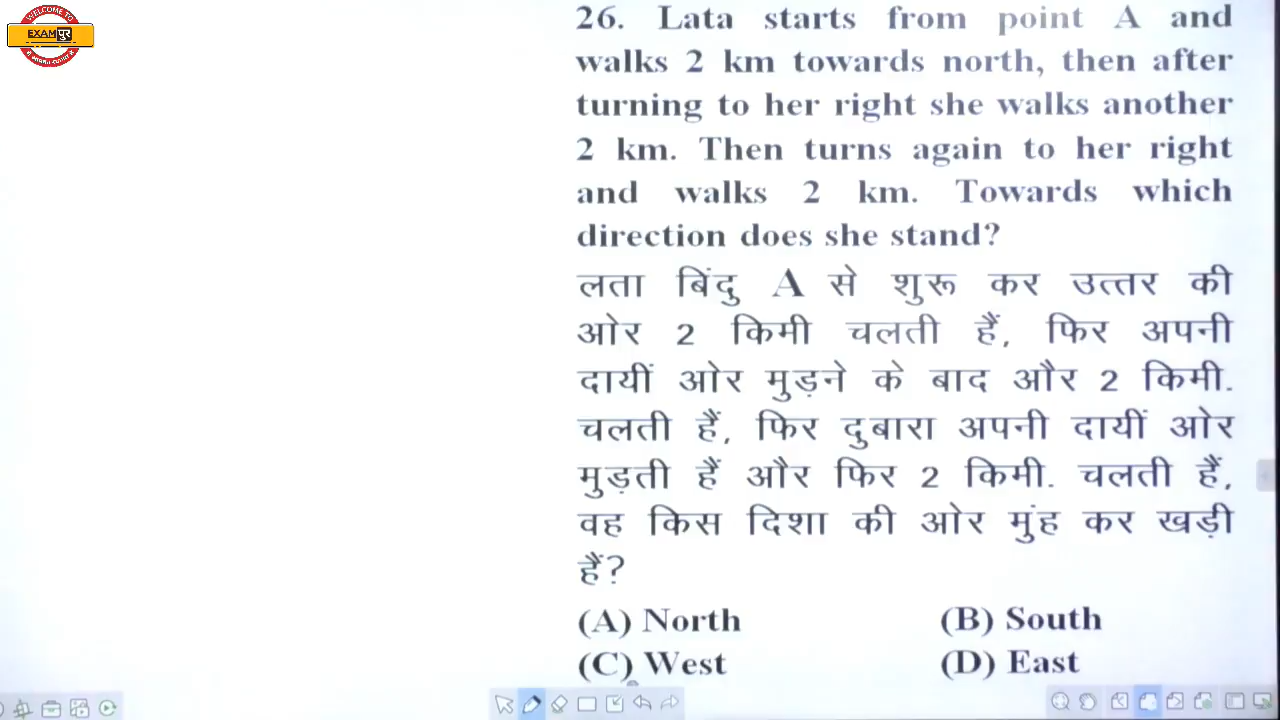 WELCOME TO
EXAMपुर
26. Lata starts from point A and
walks 2 km towards north, then after
turning to her right she walks another
2 km. Then turns again to her right
and walks 2 km. Towards which
direction does she stand?
लता बिंदु A से शुरू कर उत्तर की
ओर 2 किमी चलती हैं, फिर अपनी
दायीं ओर मुड़ने के बाद और 2 किमी.
चलती हैं, फिर दुबारा अपनी दायीं ओर
मुड़ती हैं और फिर 2 किमी. चलती हैं,
वह किस दिशा की ओर मुंह कर खड़ी
हैं?
(A) North (B) South
(C) West (D) East